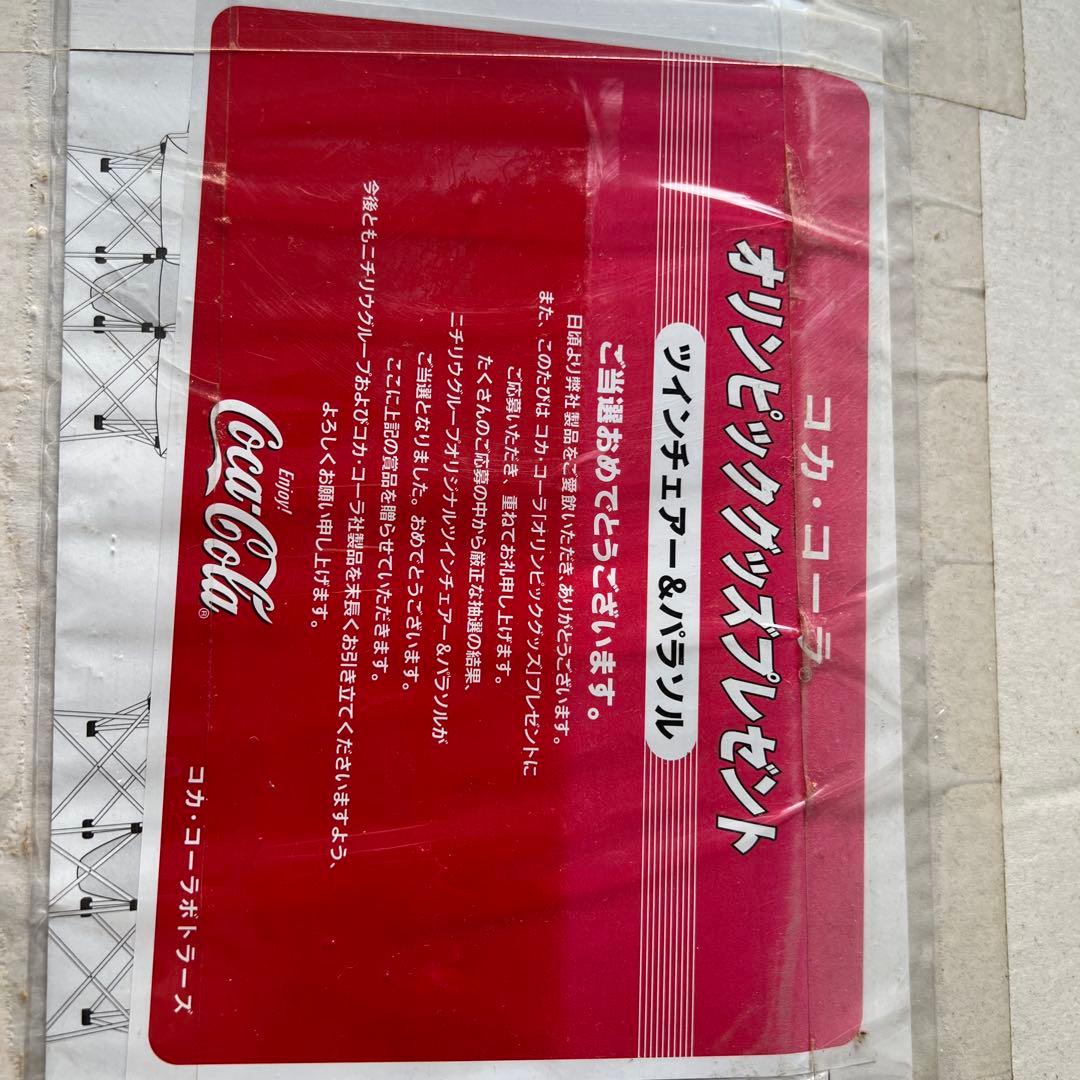 コカ・コーラ®
オリンピックグッズプレゼント
ツインチェアー&パラソル
ご当選おめでとうございます。
日頃より弊社製品をご愛飲いただき、ありがとうございます。
また、このたびは コカ・コーラ「オリンピックグッズ」プレゼントに
ご応募いただき、重ねてお礼申し上げます。
たくさんのご応募の中から厳正な抽選の結果、
ニチリウグループオリジナルツインチェアー&パラソルが
ご当選となりました。おめでとうございます。
ここに上記の賞品を贈らせていただきます。
今後ともニチリウグループおよびコカ・コーラ社製品を末長くお引き立てくださいますよう、
よろしくお願い申し上げます。
Enjoy!
Coca-Cola®
コカ・コーラボトラーズ